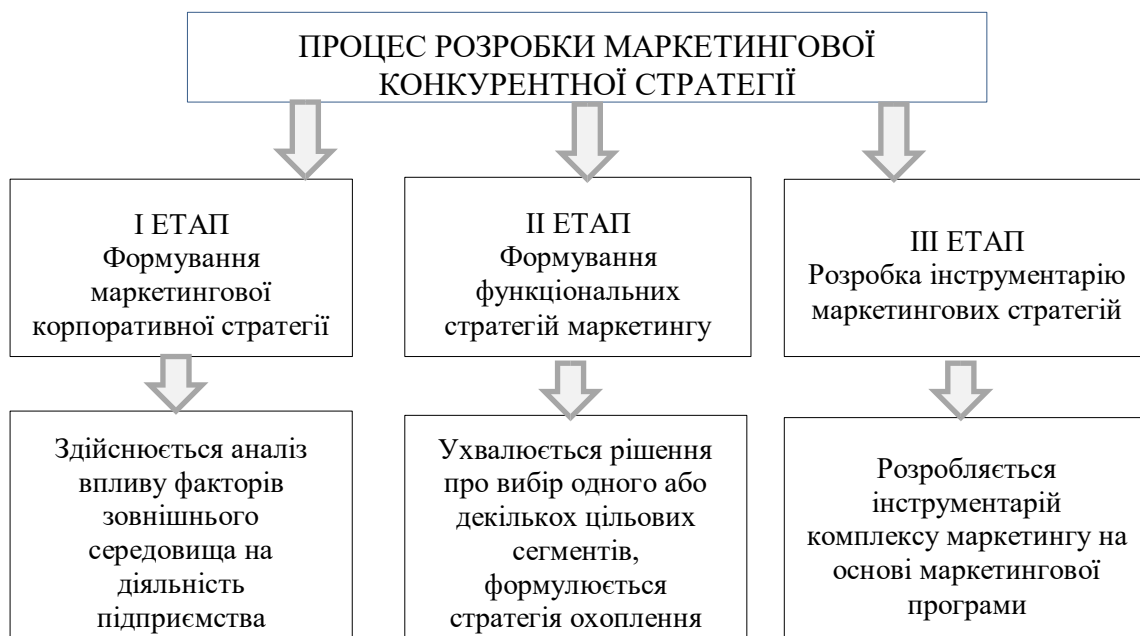 ПРОЦЕС РОЗРОБКИ МАРКЕТИНГОВОЇ
КОНКУРЕНТНОЇ СТРАТЕГІЇ
І ЕТАП
Формування
маркетингової
корпоративної стратегії
ІІ ЕТАП
Формування
функціональних
стратегій маркетингу
ІІІ ЕТАП
Розробка інструментарію
маркетингових стратегій
Здійснюється аналіз
впливу факторів
зовнішнього
середовища на
діяльність
підприємства
Ухвалюється рішення
про вибір одного або
декількох цільових
сегментів,
формулюється
стратегія охоплення
Розробляється
інструментарій
комплексу маркетингу на
основі маркетингової
програми